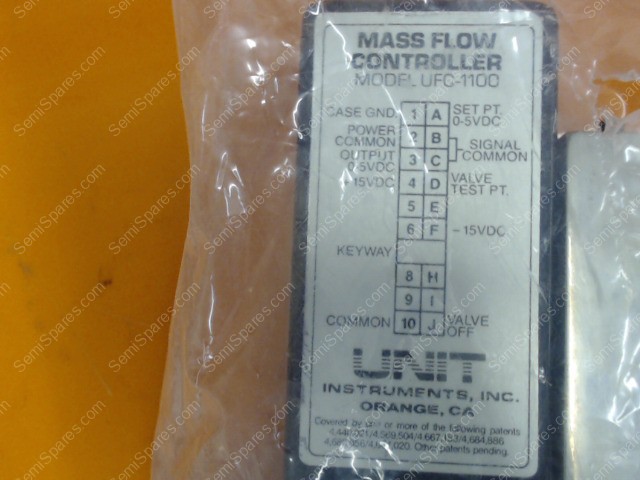 MASS FLOW
CONTROLLER
MODEL UFC-1100
CASE GND. 1 A SET PT. 0-5VDC
POWER COMMON 2 B SIGNAL COMMON
OUTPUT 0-5VDC 3 C
+15VDC 4 D VALVE TEST PT.
5 E
6 F -15VDC
KEYWAY
8 H
9 I
COMMON 10 J VALVE OFF
UNIT
INSTRUMENTS, INC.
ORANGE, CA
Covered by one or more of the following patents
Other patents pending.
SemiSpares.com